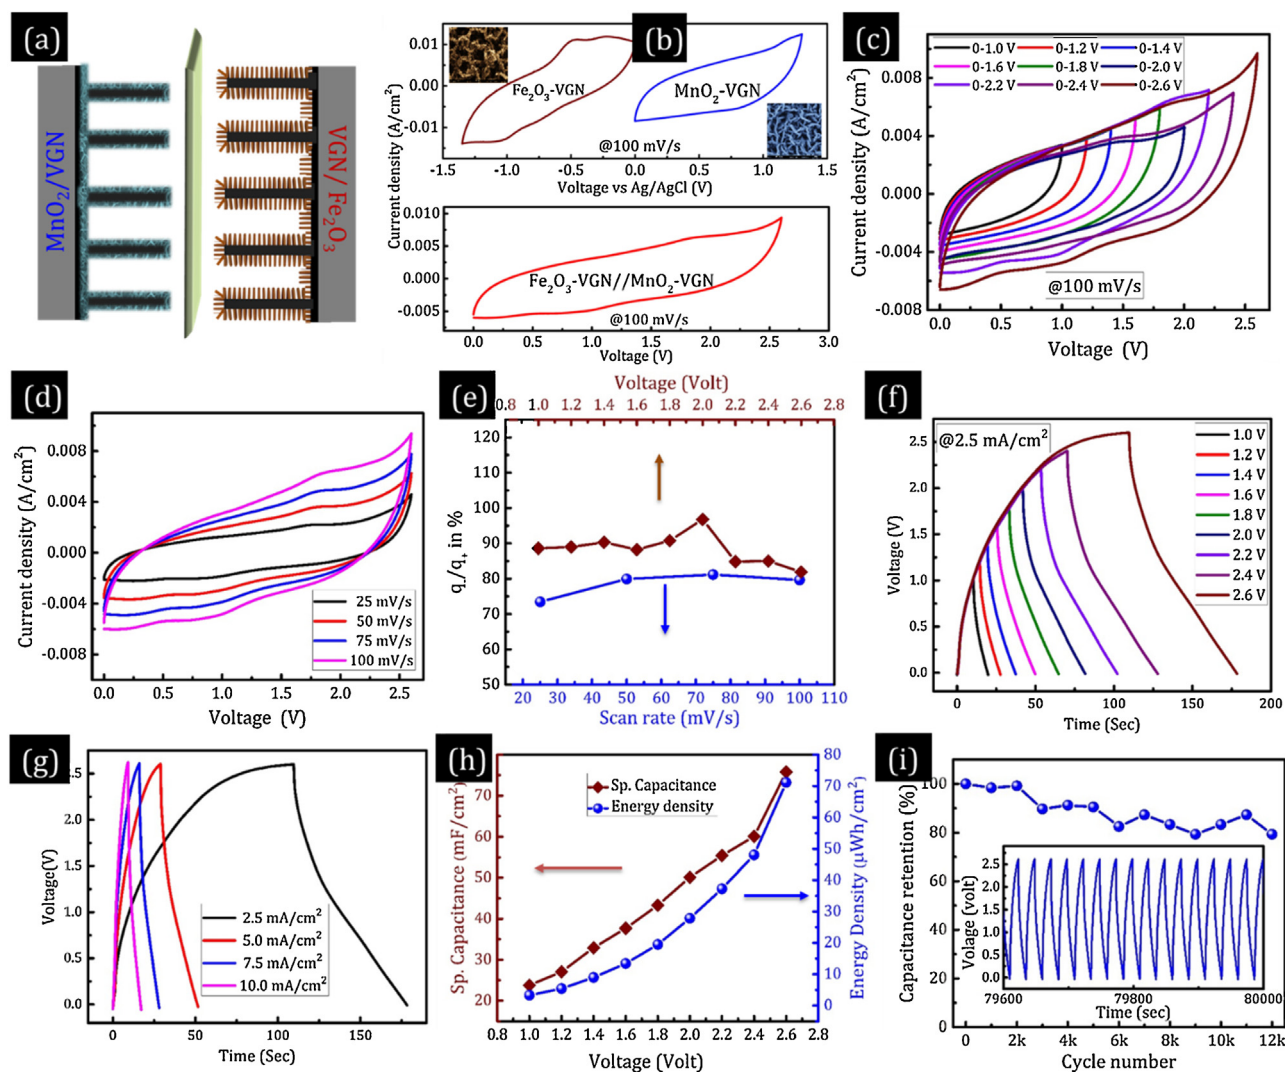 (a)
MnO2/VGN
VGN/ Fe2O3
(b)
Current density (A/cm2)
0.01
0.00
-0.01
Fe2O3-VGN
MnO2-VGN
@100 mV/s
-1.5 -1.0 -0.5 0.0 0.5 1.0 1.5
Voltage vs Ag/AgCl (V)
0.010
0.005
0.000
-0.005
Fe2O3-VGN//MnO2-VGN
@100 mV/s
0.0 0.5 1.0 1.5 2.0 2.5 3.0
Voltage (V)
(c)
0-1.0 V 0-1.2 V 0-1.4 V
0-1.6 V 0-1.8 V 0-2.0 V
0-2.2 V 0-2.4 V 0-2.6 V
Current density (A/cm2)
0.008
0.004
0.000
-0.004
-0.008
@100 mV/s
0.0 0.5 1.0 1.5 2.0 2.5
Voltage (V)
(d)
Current density (A/cm2)
0.008
0.004
0.000
-0.004
-0.008
25 mV/s
50 mV/s
75 mV/s
100 mV/s
0.0 0.5 1.0 1.5 2.0 2.5
Voltage (V)
(e)
Voltage (Volt)
0.8 1.0 1.2 1.4 1.6 1.8 2.0 2.2 2.4 2.6 2.8
q-/q+ in %
120
110
100
90
80
70
60
50
20 30 40 50 60 70 80 90 100 110
Scan rate (mV/s)
(f)
@2.5 mA/cm2
Voltage (V)
2.5
2.0
1.5
1.0
0.5
0.0
1.0 V
1.2 V
1.4 V
1.6 V
1.8 V
2.0 V
2.2 V
2.4 V
2.6 V
0 50 100 150 200
Time (Sec)
(g)
Voltage(V)
2.5
2.0
1.5
1.0
0.5
0.0
2.5 mA/cm2
5.0 mA/cm2
7.5 mA/cm2
10.0 mA/cm2
0 50 100 150
Time (Sec)
(h)
Sp. Capacitance (mF/cm2)
70
60
50
40
30
20
Sp. Capacitance
Energy density
80
70
60
50
40
30
20
10
0
Energy Density (μWh/cm2)
1.0 1.2 1.4 1.6 1.8 2.0 2.2 2.4 2.6 2.8
Voltage (Volt)
(i)
Capacitance retention (%)
100
80
60
40
20
0
Volage (volt)
2.5
2.0
1.5
1.0
0.5
0.0
79600 79800 80000
Time (sec)
0 2k 4k 6k 8k 10k 12k
Cycle number